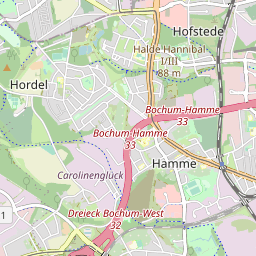 Hofstede
Halde Hannibal
I/III
88 m
Hordel
Bochum-Hamme
33
Bochum-Hamme
33
Hamme
Carolinenglück
1
Dreieck Bochum-West
32